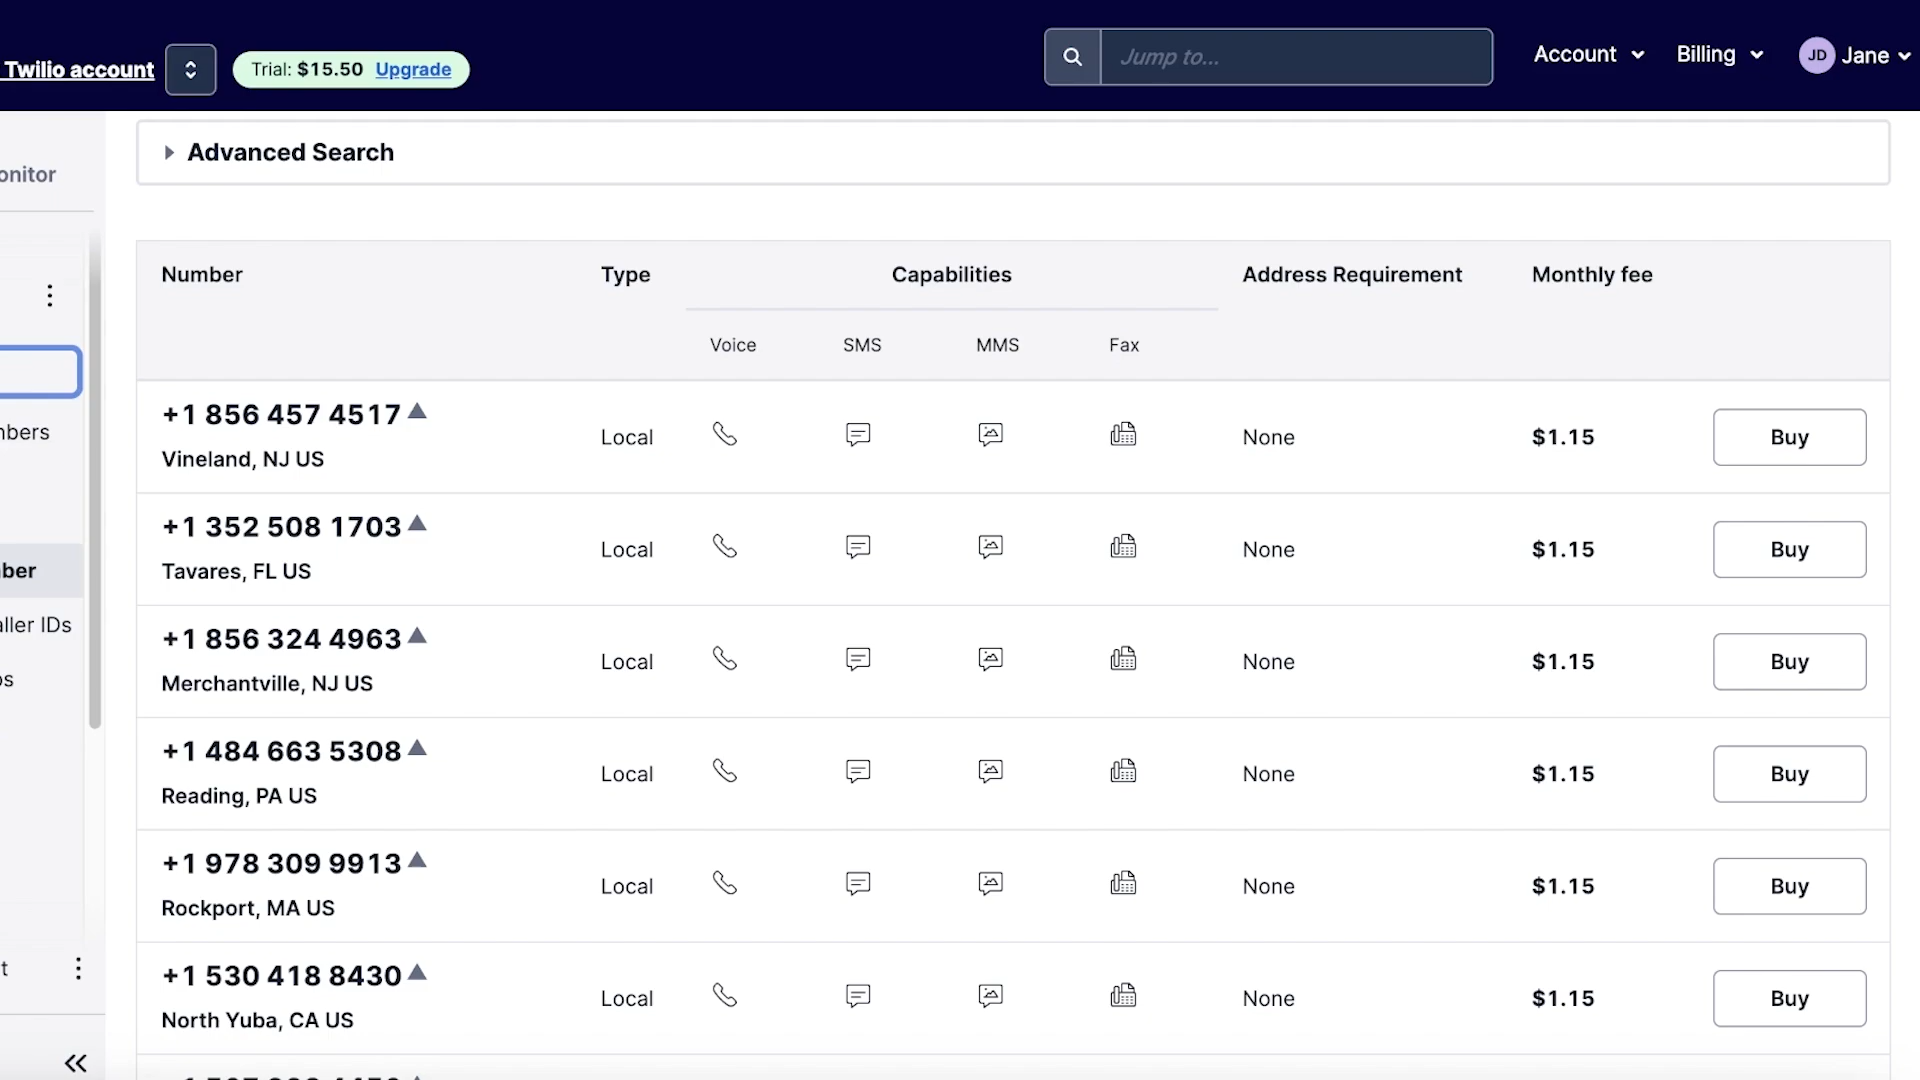 Twilio account
Trial: $15.50 Upgrade
Jump to...
Account
Billing
JD Jane
onitor
nbers
ber
aller IDs
os
t
Advanced Search
Number Type Capabilities Address Requirement Monthly fee
Voice SMS MMS Fax
+1 856 457 4517
Local None $1.15 Buy
Vineland, NJ US
+1 352 508 1703
Local None $1.15 Buy
Tavares, FL US
+1 856 324 4963
Local None $1.15 Buy
Merchantville, NJ US
+1 484 663 5308
Local None $1.15 Buy
Reading, PA US
+1 978 309 9913
Local None $1.15 Buy
Rockport, MA US
+1 530 418 8430
Local None $1.15 Buy
North Yuba, CA US